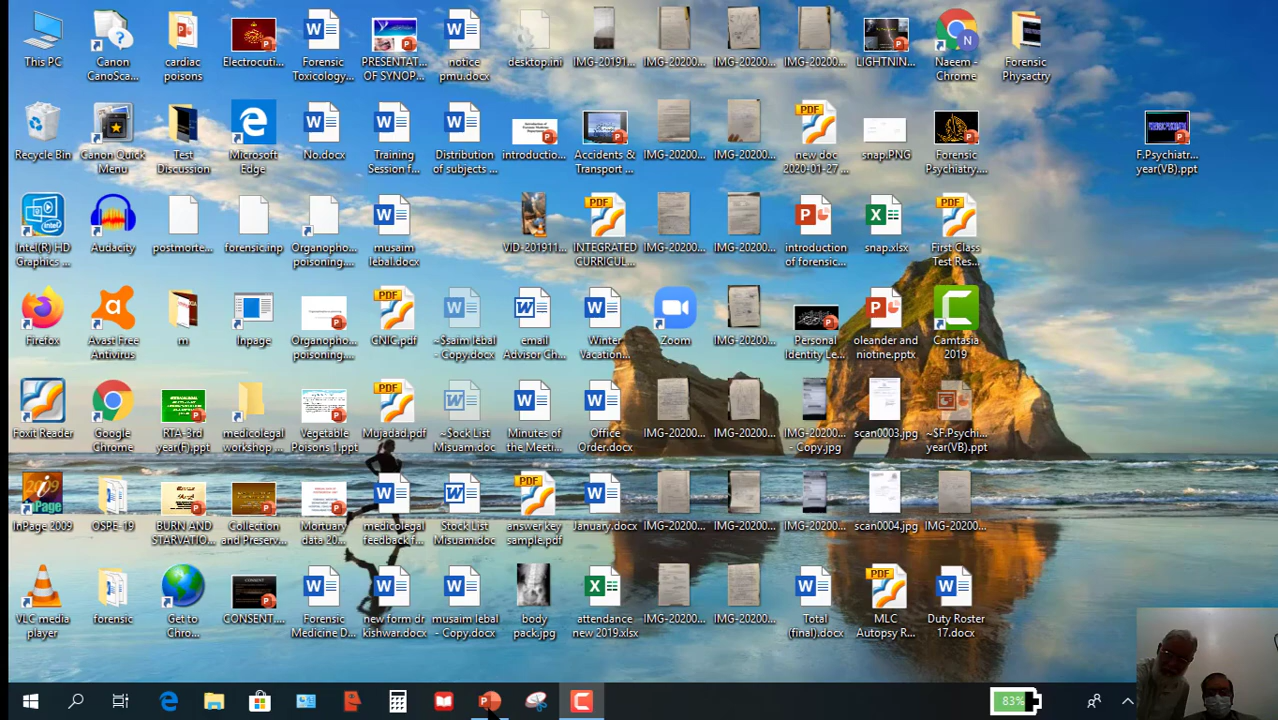 This PC
Canon
CanoSca...
cardiac
poisons
Electrocuti...
Forensic
Toxicology...
PRESENTAT...
OF SYNOP...
notice
pmu.docx
desktop.ini
IMG-20191...
IMG-20200...
IMG-20200...
IMG-20200...
LIGHTNIN...
Naeem -
Chrome
Forensic
Physactry
Recycle Bin
Canon Quick
Menu
Test
Discussion
Microsoft
Edge
No.docx
Training
Session f...
Distribution
of subjects ...
introductio...
Accidents &
Transport ...
IMG-20200...
IMG-20200...
new doc
2020-01-27 ...
snap.PNG
Forensic
Psychiatry....
F.Psychiatr...
year(VB).ppt
Intel(R) HD
Graphics ...
Audacity
postmorte...
forensic.inp
Organopho...
poisoning....
musaim
lebal.docx
VID-201911...
INTEGRATED
CURRICUL...
IMG-20200...
IMG-20200...
introduction
of forensic...
snap.xlsx
First Class
Test Res...
Firefox
Avast Free
Antivirus
m
Inpage
Organopho...
poisoning....
CNIC.pdf
~$saim lebal
- Copy.docx
email
Advisor Gh...
Winter
Vacation...
Zoom
IMG-20200...
Personal
Identity Le...
oleander and
niotine.pptx
Camtasia
2019
Foxit Reader
Google
Chrome
RTA-3rd
year(F).ppt
medicolegal
workshop ...
Vegetable
Poisons 1.ppt
Mujadad.pdf
~$ock List
Misuam.doc
Minutes of
the Meeti...
Office
Order.docx
IMG-20200...
IMG-20200...
IMG-20200...
- Copy.jpg
scan0003.jpg
~$F.Psychi...
year(VB).ppt
InPage 2009
OSPE-19
BURN AND
STARVATIO...
Collection
and Preserv...
Mortuary
data 20...
medicolegal
feedback f...
Stock List
Misuam.doc
answer key
sample.pdf
January.docx
IMG-20200...
IMG-20200...
IMG-20200...
scan0004.jpg
IMG-20200...
VLC media
player
forensic
Get to
Chro...
CONSENT....
Forensic
Medicine D...
new form dr
kishwar.docx
musaim lebal
- Copy.docx
body
pack.jpg
attendance
new 2019.xlsx
IMG-20200...
IMG-20200...
Total
(final).docx
MLC
Autopsy R...
Duty Roster
17.docx
83%